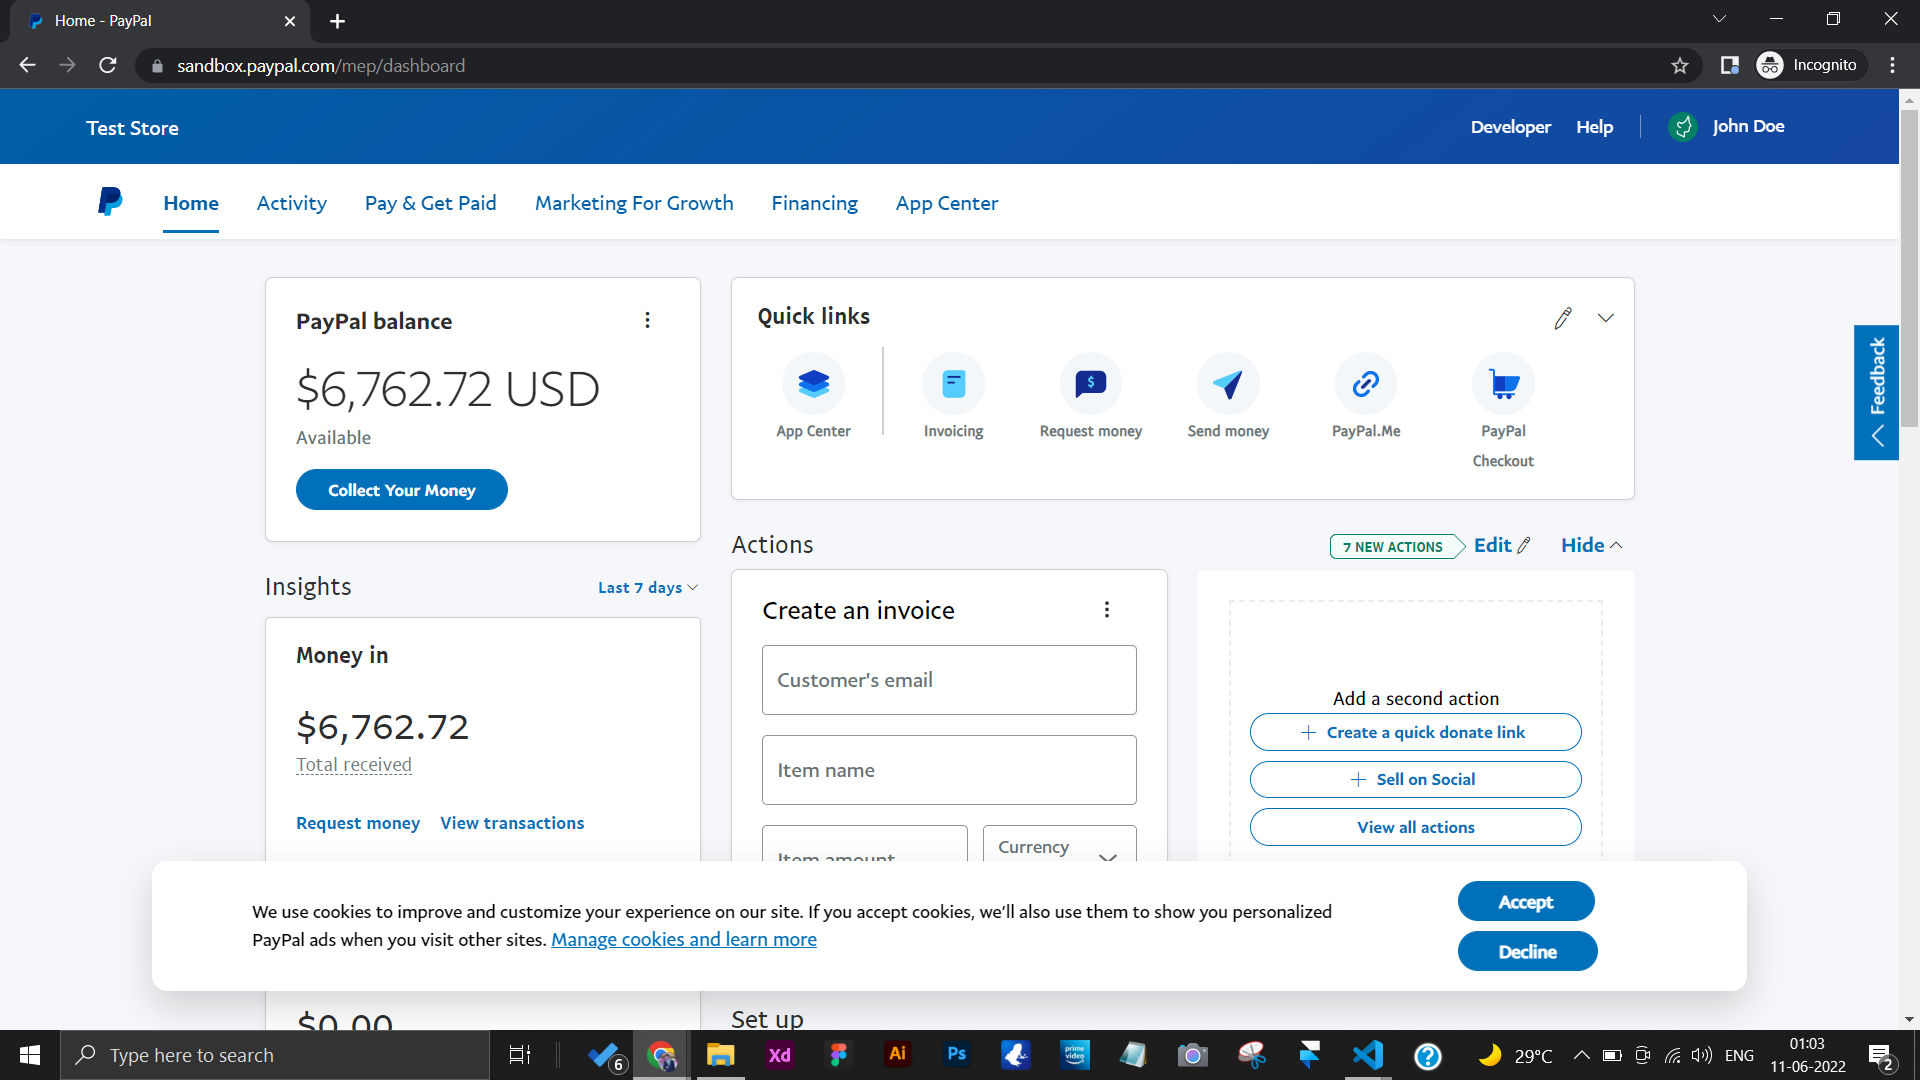 Home - PayPal
sandbox.paypal.com/mep/dashboard
Incognito
Test Store
Developer
Help
John Doe
Home
Activity
Pay & Get Paid
Marketing For Growth
Financing
App Center
PayPal balance
$6,762.72 USD
Available
Collect Your Money
Quick links
App Center
Invoicing
Request money
Send money
PayPal.Me
PayPal
Checkout
Feedback
Insights
Last 7 days
Money in
$6,762.72
Total received
Request money
View transactions
$0.00
Actions
7 NEW ACTIONS
Edit
Hide
Create an invoice
Customer's email
Item name
Item amount
Currency
Add a second action
Create a quick donate link
Sell on Social
View all actions
Set up
We use cookies to improve and customize your experience on our site. If you accept cookies, we'll also use them to show you personalized
PayPal ads when you visit other sites. Manage cookies and learn more
Accept
Decline
Type here to search
6
Xd
Ai
Ps
prime
video
29°C
ENG
01:03
11-06-2022
2